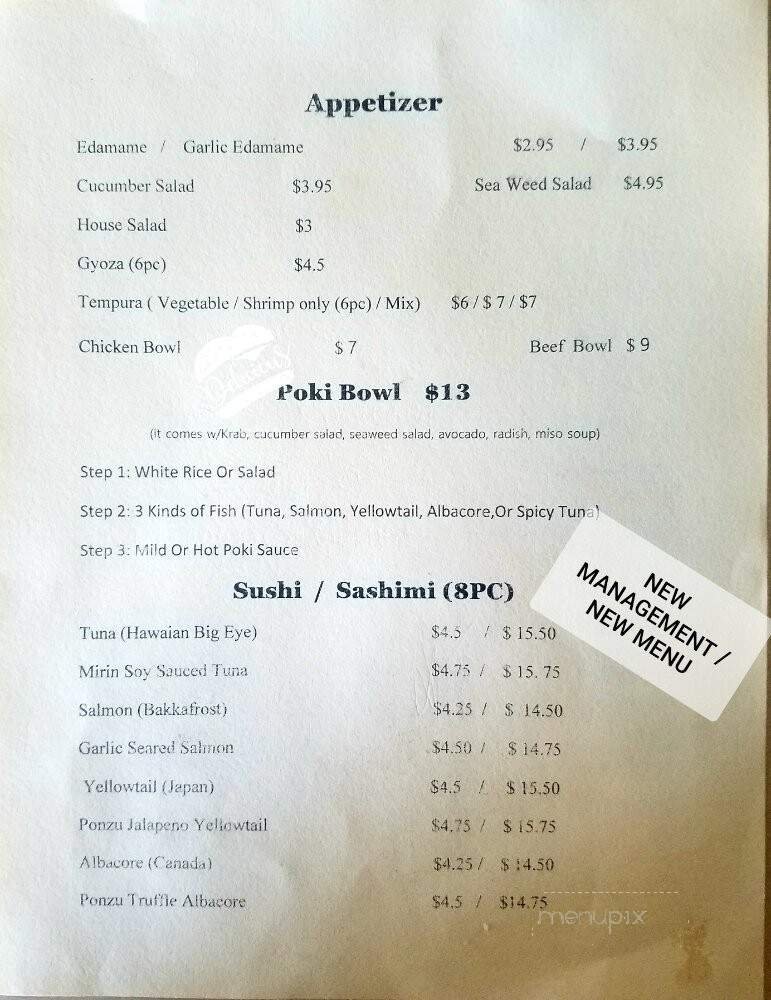 Appetizer
Edamame / Garlic Edamame $2.95 / $3.95
Cucumber Salad $3.95 Sea Weed Salad $4.95
House Salad $3
Gyoza (6pc) $4.5
Tempura ( Vegetable / Shrimp only (6pc) / Mix) $6 / $ 7 / $7
Chicken Bowl $ 7 Beef Bowl $ 9
Poki Bowl $13
(it comes w/Krab, cucumber salad, seaweed salad, avocado, radish, miso soup)
Step 1: White Rice Or Salad
Step 2: 3 Kinds of Fish (Tuna, Salmon, Yellowtail, Albacore,Or Spicy Tuna)
Step 3: Mild Or Hot Poki Sauce
Sushi / Sashimi (8PC)
NEW
MANAGEMENT /
NEW MENU
Tuna (Hawaian Big Eye) $4.5 / $ 15.50
Mirin Soy Sauced Tuna $4.75 / $ 15. 75
Salmon (Bakkafrost) $4.25 / $ 14.50
Garlic Seared Salmon $4.50 / $ 14.75
Yellowtail (Japan) $4.5 / $ 15.50
Ponzu Jalapeno Yellowtail $4.75 / $ 15.75
Albacore (Canada) $4.25 / $ 14.50
Ponzu Truffle Albacore $4.5 / $14.75
menupix